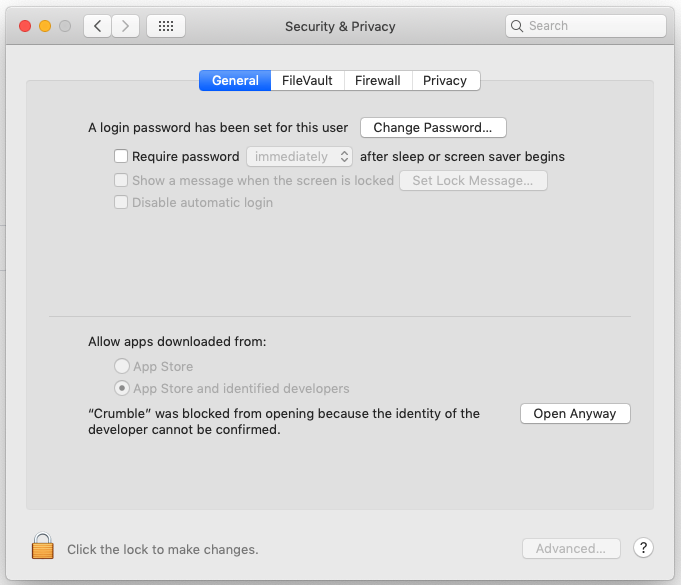 Security & Privacy
Search
General FileVault Firewall Privacy
A login password has been set for this user Change Password...
Require password immediately after sleep or screen saver begins
Show a message when the screen is locked Set Lock Message...
Disable automatic login
Allow apps downloaded from:
App Store
App Store and identified developers
“Crumble” was blocked from opening because the identity of the
developer cannot be confirmed.
Open Anyway
Click the lock to make changes.
Advanced...
?